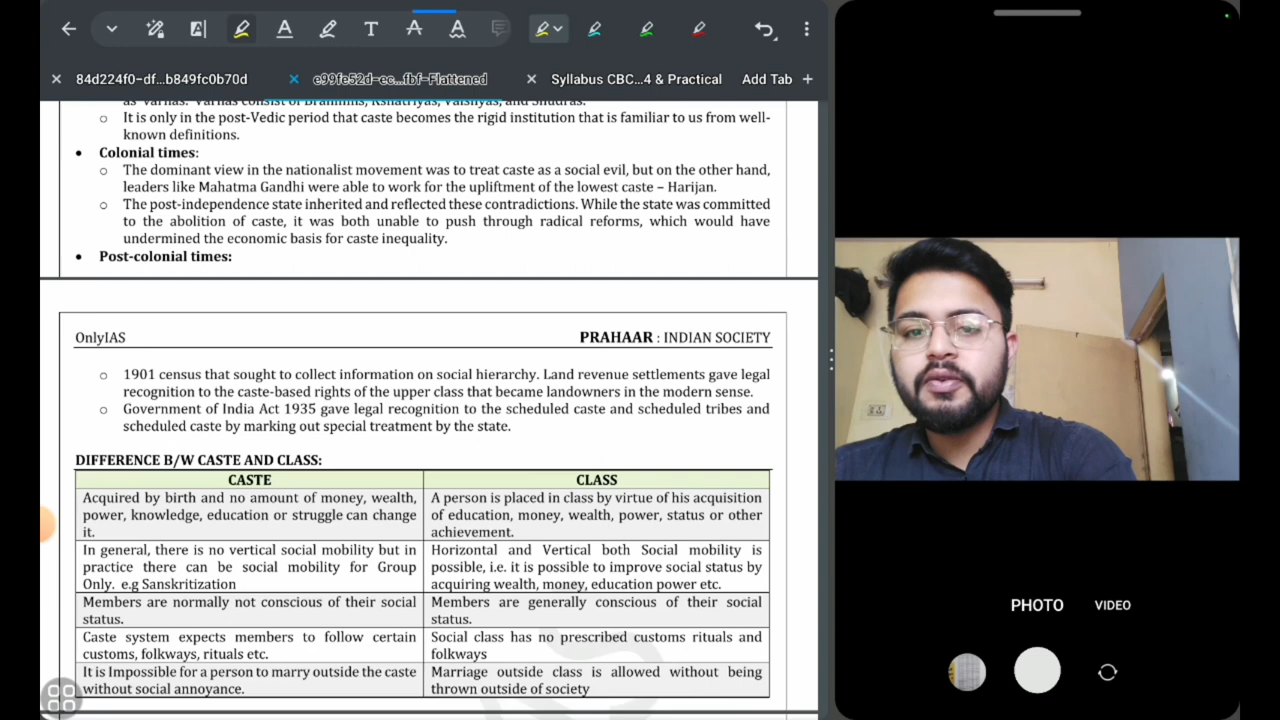 84d224f0-df...b849fc0b70d
e99fe52d-ec...fbf-Flattened
Syllabus CBC...4 & Practical
Add Tab +
as 'Varnas.' Varnas consist of Brahmins, Kshatriyas, Vaishyas, and Shudras.
It is only in the post-Vedic period that caste becomes the rigid institution that is familiar to us from well-
known definitions.
Colonial times:
The dominant view in the nationalist movement was to treat caste as a social evil, but on the other hand,
leaders like Mahatma Gandhi were able to work for the upliftment of the lowest caste – Harijan.
The post-independence state inherited and reflected these contradictions. While the state was committed
to the abolition of caste, it was both unable to push through radical reforms, which would have
undermined the economic basis for caste inequality.
Post-colonial times:
OnlyIAS
PRAHAAR : INDIAN SOCIETY
1901 census that sought to collect information on social hierarchy. Land revenue settlements gave legal
recognition to the caste-based rights of the upper class that became landowners in the modern sense.
Government of India Act 1935 gave legal recognition to the scheduled caste and scheduled tribes and
scheduled caste by marking out special treatment by the state.
DIFFERENCE B/W CASTE AND CLASS:
CASTE
CLASS
Acquired by birth and no amount of money, wealth,
power, knowledge, education or struggle can change
it.
A person is placed in class by virtue of his acquisition
of education, money, wealth, power, status or other
achievement.
In general, there is no vertical social mobility but in
practice there can be social mobility for Group
Only. e.g Sanskritization
Horizontal and Vertical both Social mobility is
possible, i.e. it is possible to improve social status by
acquiring wealth, money, education power etc.
Members are normally not conscious of their social
status.
Members are generally conscious of their social
status.
Caste system expects members to follow certain
customs, folkways, rituals etc.
Social class has no prescribed customs rituals and
folkways
It is Impossible for a person to marry outside the caste
without social annoyance.
Marriage outside class is allowed without being
thrown outside of society
PHOTO
VIDEO